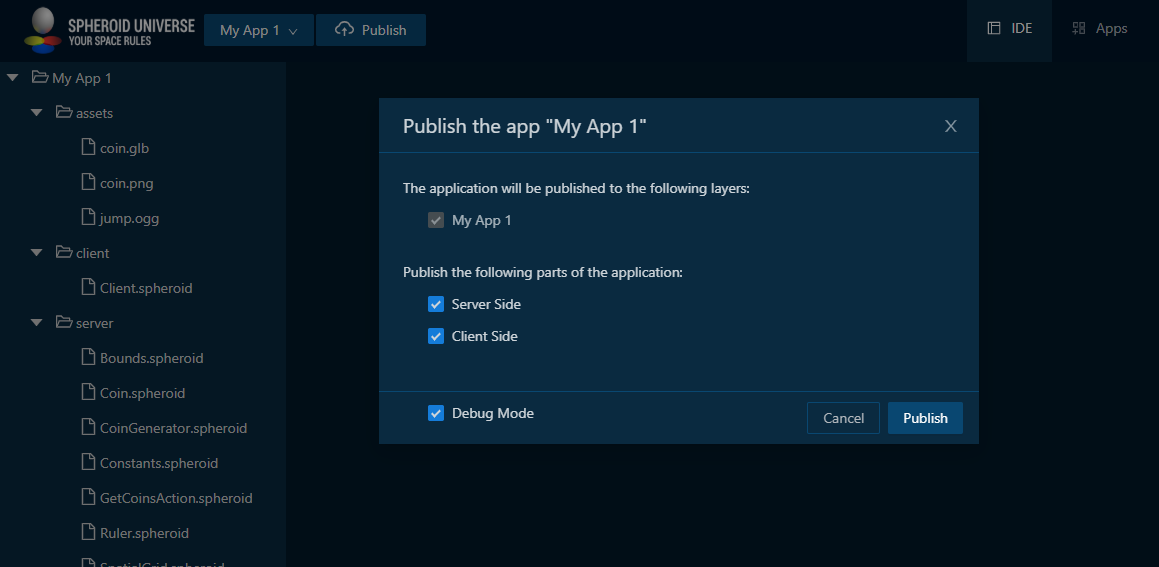 SPHEROID UNIVERSE
YOUR SPACE RULES
My App 1
Publish
IDE
Apps
My App 1
assets
coin.glb
coin.png
jump.ogg
client
Client.spheroid
server
Bounds.spheroid
Coin.spheroid
CoinGenerator.spheroid
Constants.spheroid
GetCoinsAction.spheroid
Ruler.spheroid
SpatialGrid.spheroid
Publish the app "My App 1"
The application will be published to the following layers:
My App 1
Publish the following parts of the application:
Server Side
Client Side
Debug Mode
Cancel
Publish